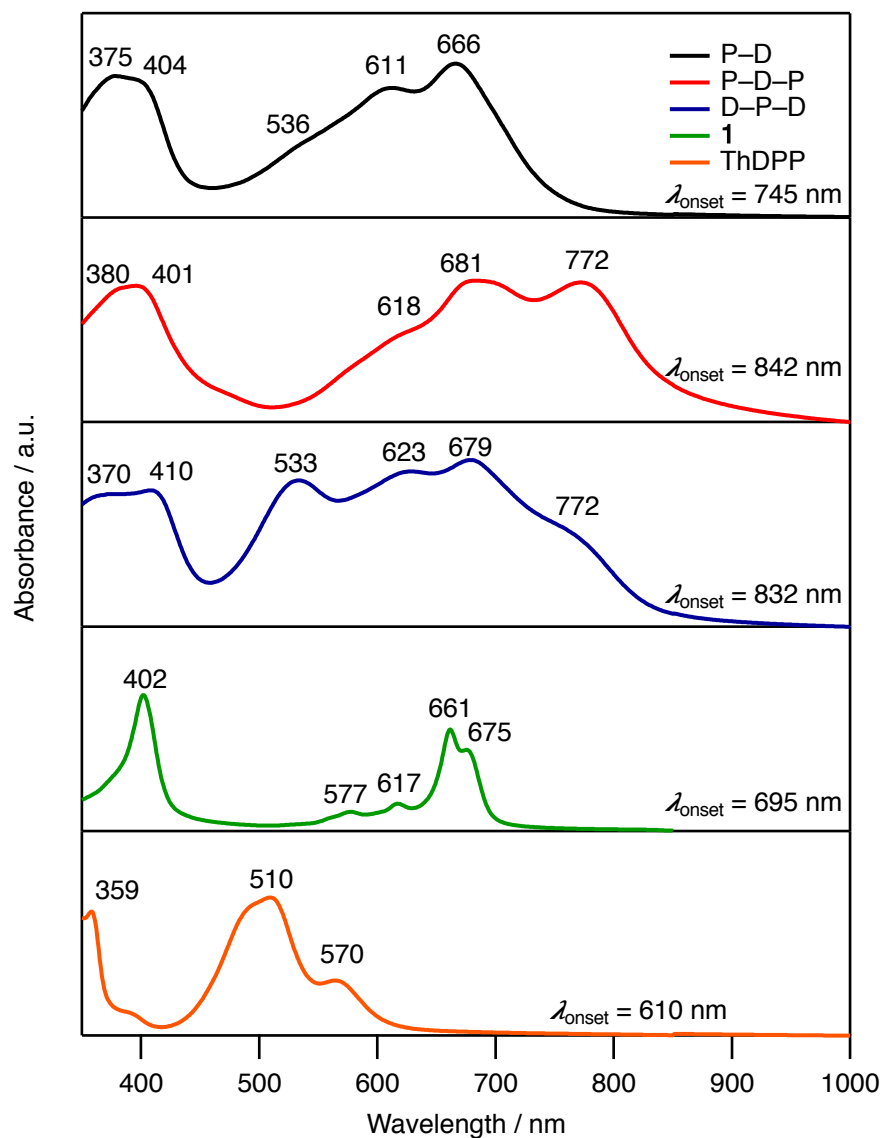 375
404
536
611
666
P–D
P–D–P
D–P–D
1
ThDPP
λonset = 745 nm
380
401
618
681
772
λonset = 842 nm
370
410
533
623
679
772
λonset = 832 nm
402
577
617
661
675
λonset = 695 nm
359
510
570
λonset = 610 nm
Absorbance / a.u.
400 500 600 700 800 900 1000
Wavelength / nm